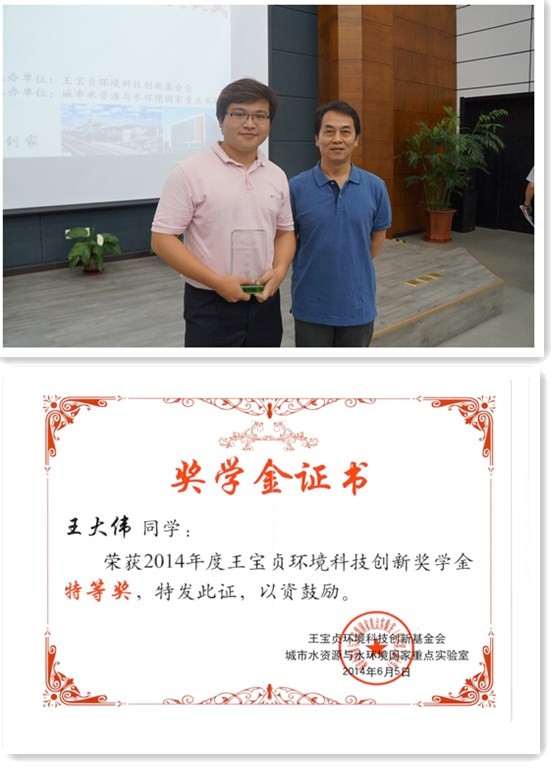 办单位：王宝贞环境科技创新基金会
办单位：城市水资源与水环境国家重点实
奖学金证书
王大伟 同学：
荣获2014年度王宝贞环境科技创新奖学金
特等奖，特发此证，以资鼓励。
王宝贞环境科技创新基金会
城市水资源与水环境国家重点实验室
2014年6月5日